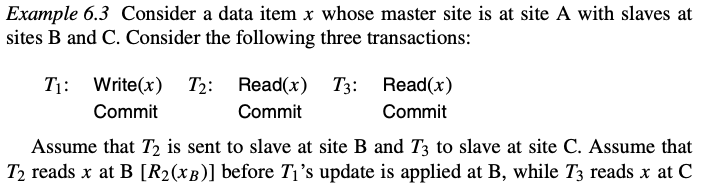 Example 6.3 Consider a data item x whose master site is at site A with slaves at
sites B and C. Consider the following three transactions:
T₁: Write(x) T₂: Read(x) T₃: Read(x)
Commit Commit Commit
Assume that T₂ is sent to slave at site B and T₃ to slave at site C. Assume that
T₂ reads x at B [R₂(x_B)] before T₁'s update is applied at B, while T₃ reads x at C